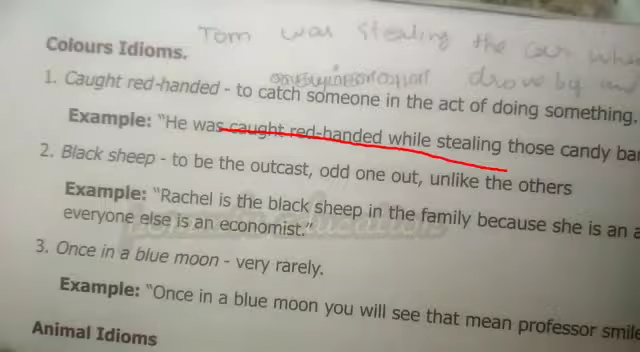 Tom was stealing the car when
drove by and
Colours Idioms.
1. Caught red-handed - to catch someone in the act of doing something.
Example: "He was caught red-handed while stealing those candy ba
2. Black sheep - to be the outcast, odd one out, unlike the others
Example: "Rachel is the black sheep in the family because she is an a
everyone else is an economist."
3. Once in a blue moon - very rarely.
Example: "Once in a blue moon you will see that mean professor smile
Animal Idioms